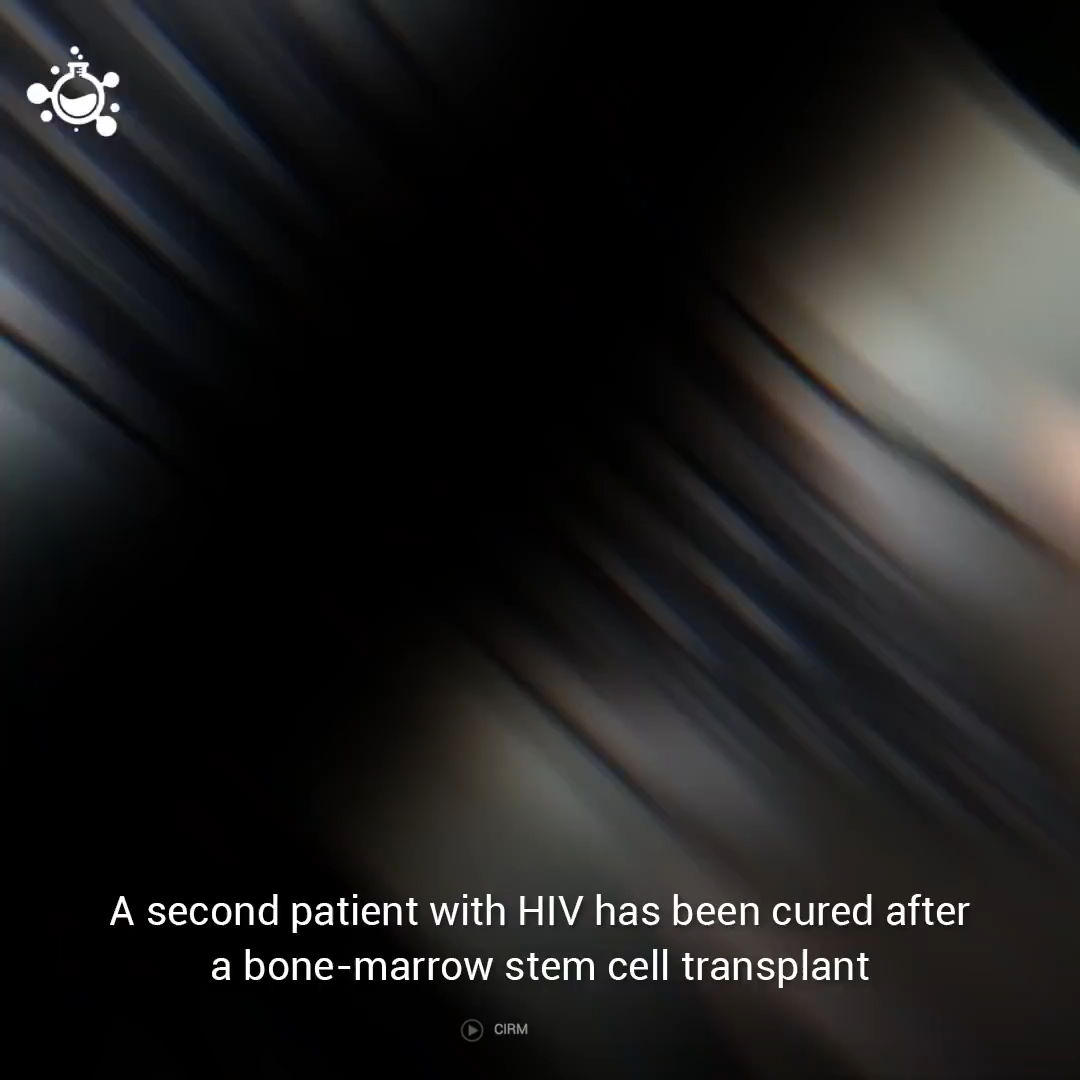 A second patient with HIV has been cured after
a bone-marrow stem cell transplant
CIRM